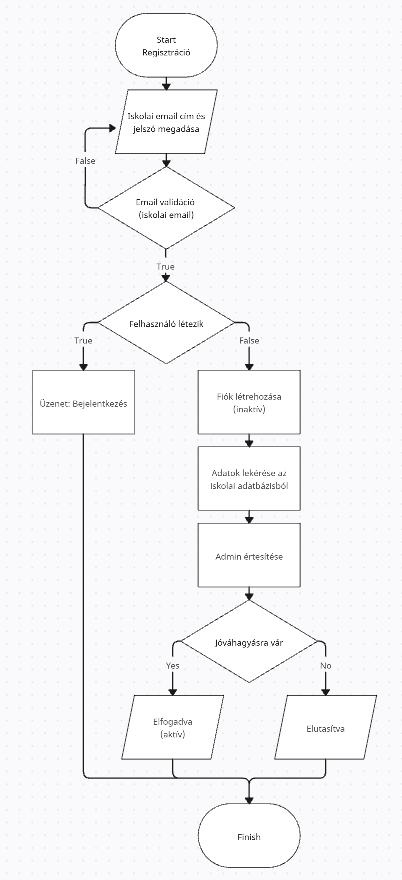 Start
Regisztráció
Iskolai email cím és
jelszó megadása
False
Email validáció
(iskolai email)
True
Felhasználó létezik
True
False
Üzenet: Bejelentkezés
Fiók létrehozása
(inaktív)
Adatok lekérése az
iskolai adatbázisból
Admin értesítése
Jóváhagyásra vár
Yes
No
Elfogadva
(aktív)
Elutasítva
Finish